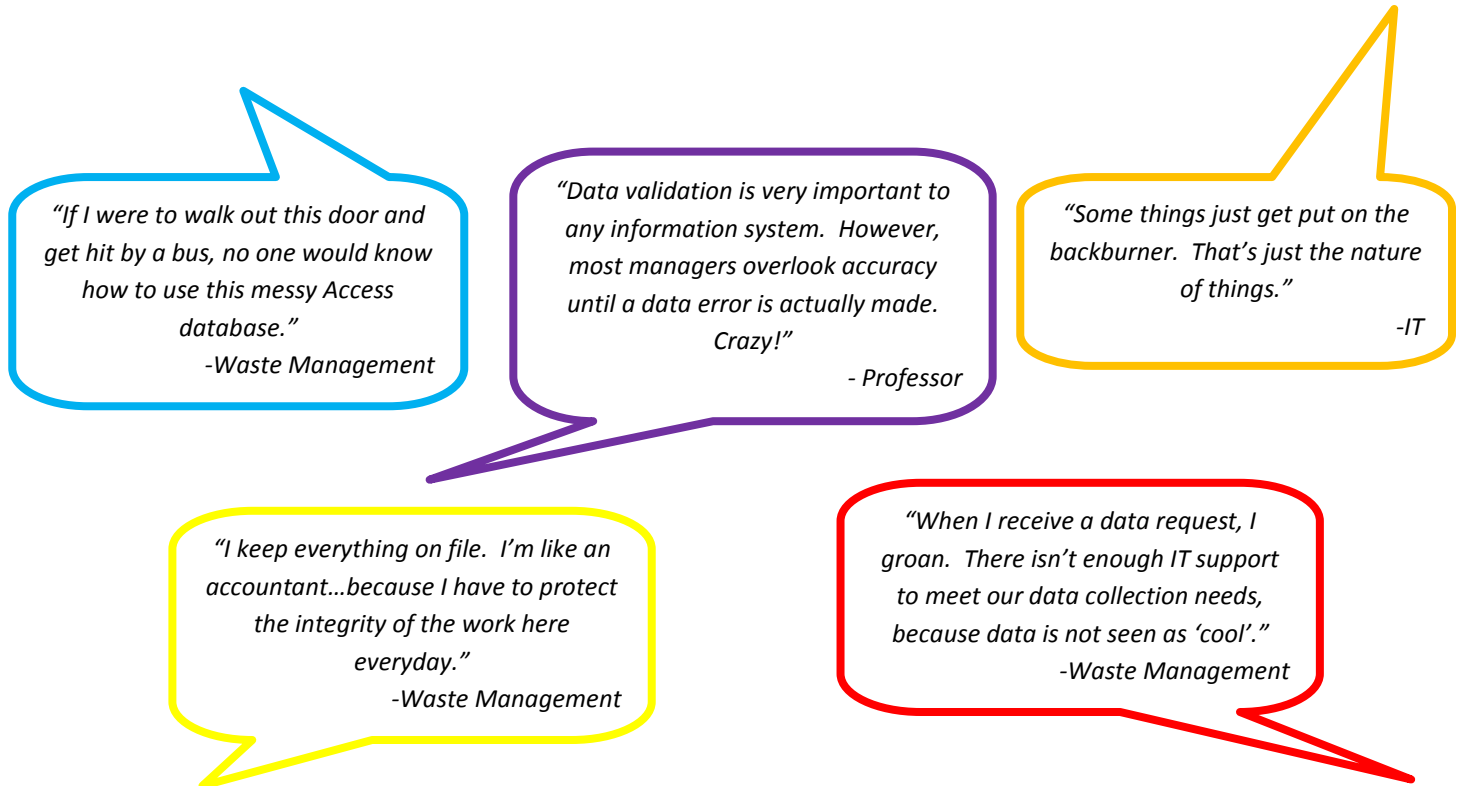 “If I were to walk out this door and
get hit by a bus, no one would know
how to use this messy Access
database.”
-Waste Management
“Data validation is very important to
any information system.  However,
most managers overlook accuracy
until a data error is actually made.
Crazy!”
- Professor
“Some things just get put on the
backburner.  That’s just the nature
of things.”
-IT
“I keep everything on file.  I’m like an
accountant…because I have to protect
the integrity of the work here
everyday.”
-Waste Management
“When I receive a data request, I
groan.  There isn’t enough IT support
to meet our data collection needs,
because data is not seen as ‘cool’.”
-Waste Management